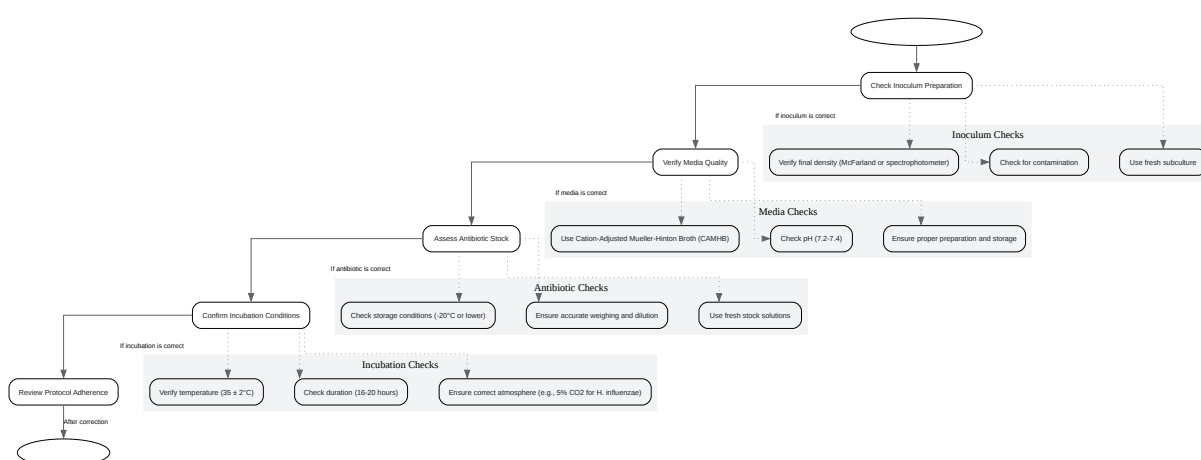 Check Inoculum Preparation
If inoculum is correct
Inoculum Checks
Verify Media Quality
Verify final density (McFarland or spectrophotometer)
Check for contamination
Use fresh subculture
If media is correct
Media Checks
Assess Antibiotic Stock
Use Cation-Adjusted Mueller-Hinton Broth (CAMHB)
Check pH (7.2-7.4)
Ensure proper preparation and storage
If antibiotic is correct
Antibiotic Checks
Confirm Incubation Conditions
Check storage conditions (-20°C or lower)
Ensure accurate weighing and dilution
Use fresh stock solutions
If incubation is correct
Incubation Checks
Review Protocol Adherence
Verify temperature (35 ± 2°C)
Check duration (16-20 hours)
Ensure correct atmosphere (e.g., 5% CO2 for H. influenzae)
After correction